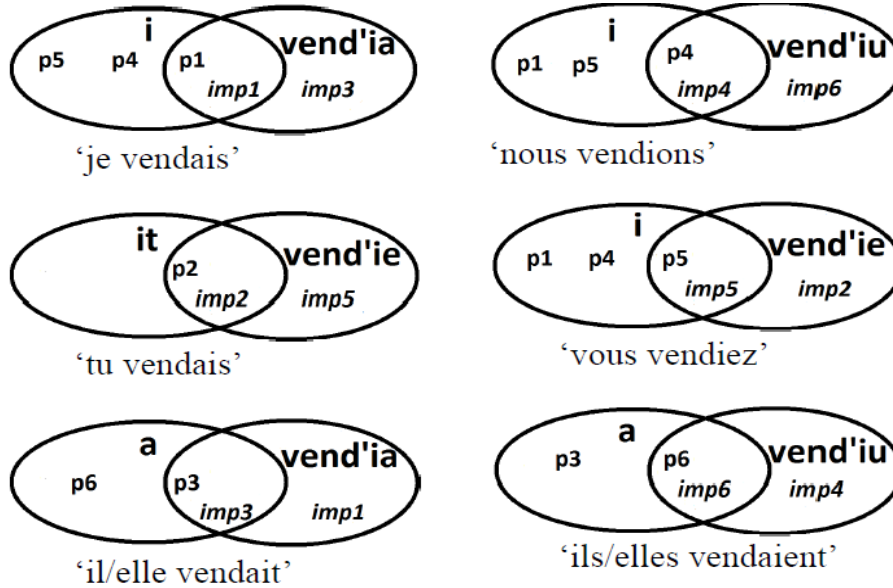 i
vend'ia
p5 p4 p1
imp1 imp3
‘je vendais’
i
vend'iu
p1 p5 p4
imp4 imp6
‘nous vendions’
it
vend'ie
p2
imp2 imp5
‘tu vendais’
i
vend'ie
p1 p4 p5
imp5 imp2
‘vous vendiez’
a
vend'ia
p6 p3
imp3 imp1
‘il/elle vendait’
a
vend'iu
p3 p6
imp6 imp4
‘ils/elles vendaient’